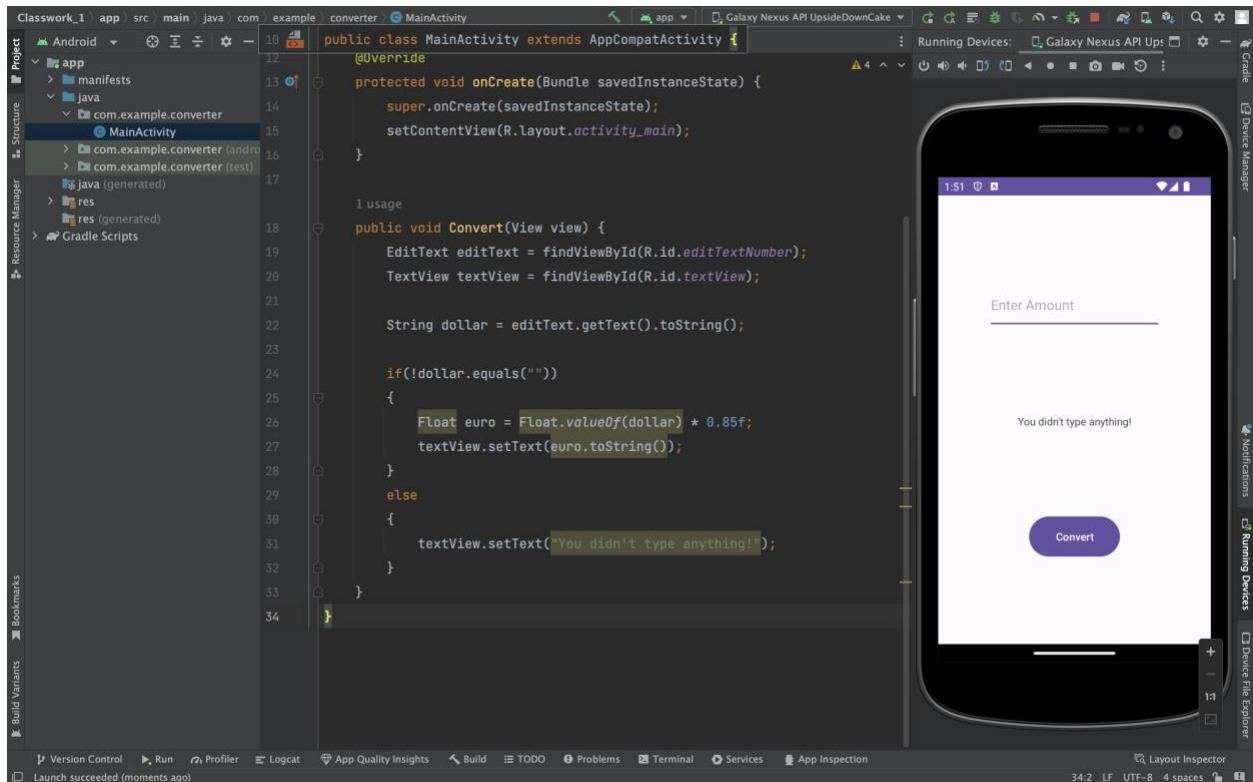 Classwork_1 app src main java com example converter MainActivity
app Galaxy Nexus API UpsideDownCake
Android
app
manifests
java
com.example.converter
MainActivity
com.example.converter (andro
com.example.converter (test)
java (generated)
res
res (generated)
Gradle Scripts
Project
Structure
Resource Manager
Bookmarks
Build Variants
10 public class MainActivity extends AppCompatActivity {
4
12 @Override
13 protected void onCreate(Bundle savedInstanceState) {
14 super.onCreate(savedInstanceState);
15 setContentView(R.layout.activity_main);
16 }
17
1 usage
18 public void Convert(View view) {
19 EditText editText = findViewById(R.id.editTextNumber);
20 TextView textView = findViewById(R.id.textView);
21
22 String dollar = editText.getText().toString();
23
24 if(!dollar.equals(""))
25 {
26 Float euro = Float.valueOf(dollar) * 0.85f;
27 textView.setText(euro.toString());
28 }
29 else
30 {
31 textView.setText("You didn't type anything!");
32 }
33 }
34 }
Running Devices: Galaxy Nexus API Ups
1:51
Enter Amount
You didn't type anything!
Convert
1:1
Gradle
Device Manager
Notifications
Running Devices
Device File Explorer
Version Control Run Profiler Logcat App Quality Insights Build TODO Problems Terminal Services App Inspection Layout Inspector
Launch succeeded (moments ago) 34:2 LF UTF-8 4 spaces